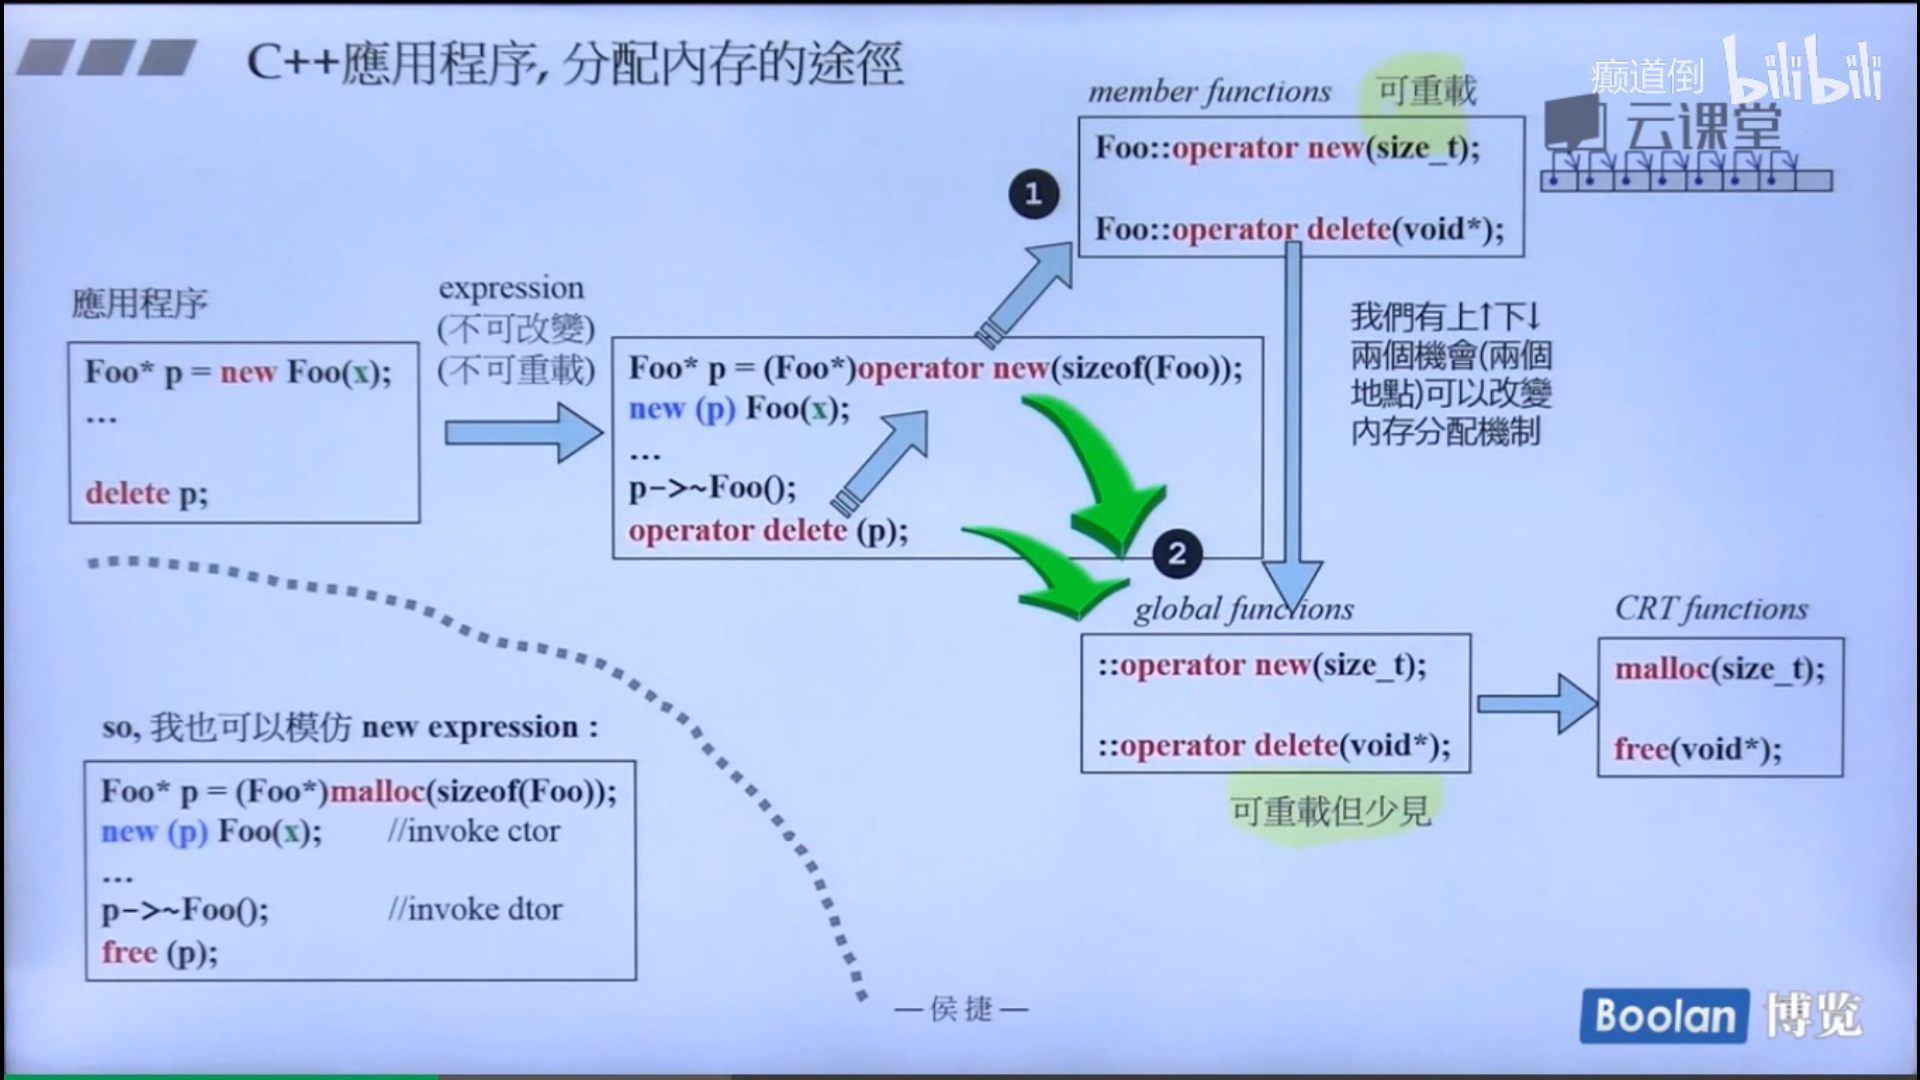 C++應用程序, 分配內存的途徑
癫道倒 bilibili
云课堂
member functions 可重載
Foo::operator new(size_t);
Foo::operator delete(void*);
1
應用程序
Foo* p = new Foo(x);
...
delete p;
expression
(不可改變)
(不可重載)
Foo* p = (Foo*)operator new(sizeof(Foo));
new (p) Foo(x);
...
p->~Foo();
operator delete (p);
我們有上↑下↓
兩個機會(兩個
地點)可以改變
內存分配機制
2
global functions
::operator new(size_t);
::operator delete(void*);
可重載但少見
CRT functions
malloc(size_t);
free(void*);
so, 我也可以模仿 new expression :
Foo* p = (Foo*)malloc(sizeof(Foo));
new (p) Foo(x); //invoke ctor
...
p->~Foo(); //invoke dtor
free (p);
—侯捷—
Boolan 博览